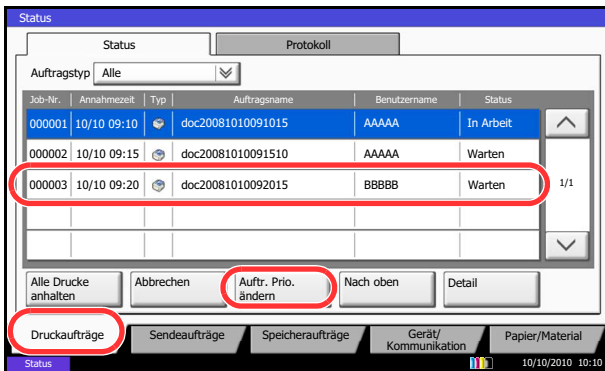 Status
Status Protokoll
Auftragstyp Alle
Job-Nr. Annahmezeit Typ Auftragsname Benutzername Status
000001 10/10 09:10 doc20081010091015 AAAAA In Arbeit
000002 10/10 09:15 doc20081010091510 AAAAA Warten
000003 10/10 09:20 doc20081010092015 BBBBB Warten 1/1
Alle Drucke anhalten Abbrechen Auftr. Prio. ändern Nach oben Detail
Druckaufträge Sendeaufträge Speicheraufträge Gerät/ Kommunikation Papier/Material
Status 10/10/2010 10:10